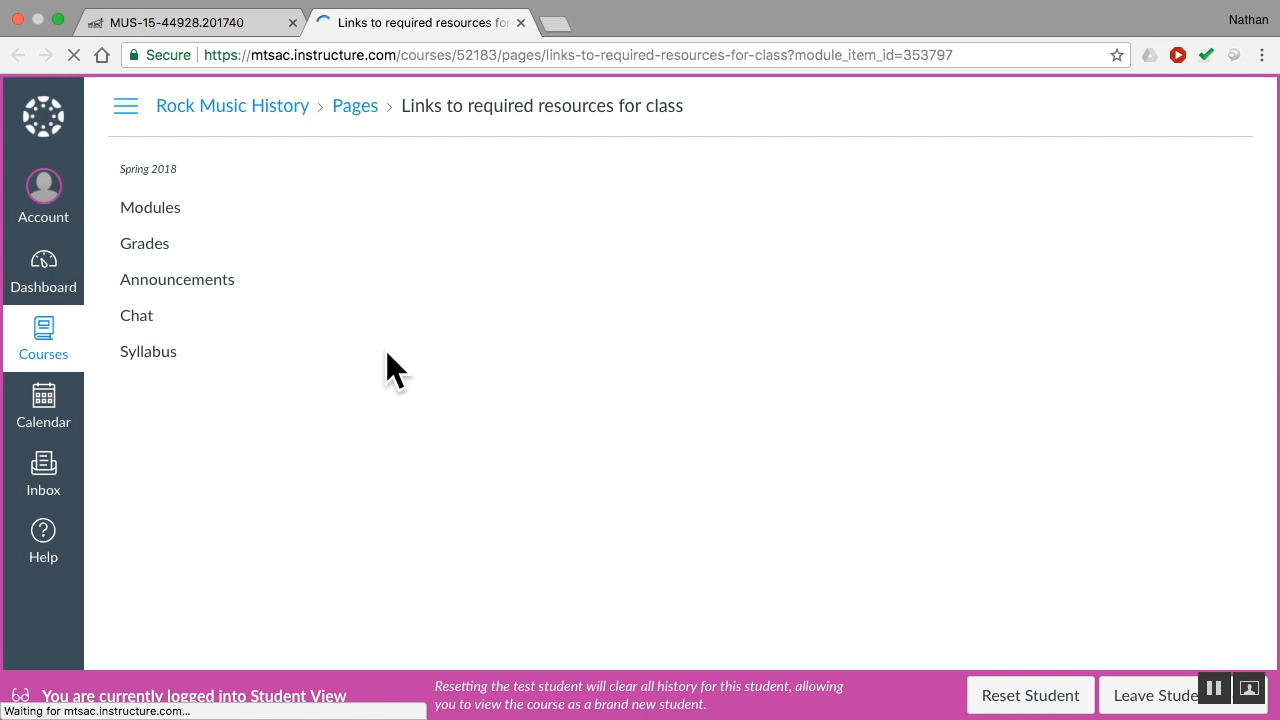 MUS-15-44928.201740
Links to required resources for
Nathan
Secure https://mtsac.instructure.com/courses/52183/pages/links-to-required-resources-for-class?module_item_id=353797
Rock Music History > Pages > Links to required resources for class
Spring 2018
Modules
Grades
Announcements
Chat
Syllabus
Account
Dashboard
Courses
Calendar
Inbox
Help
You are currently logged into Student View
Resetting the test student will clear all history for this student, allowing
you to view the course as a brand new student.
Reset Student
Leave Stude
Waiting for mtsac.instructure.com...